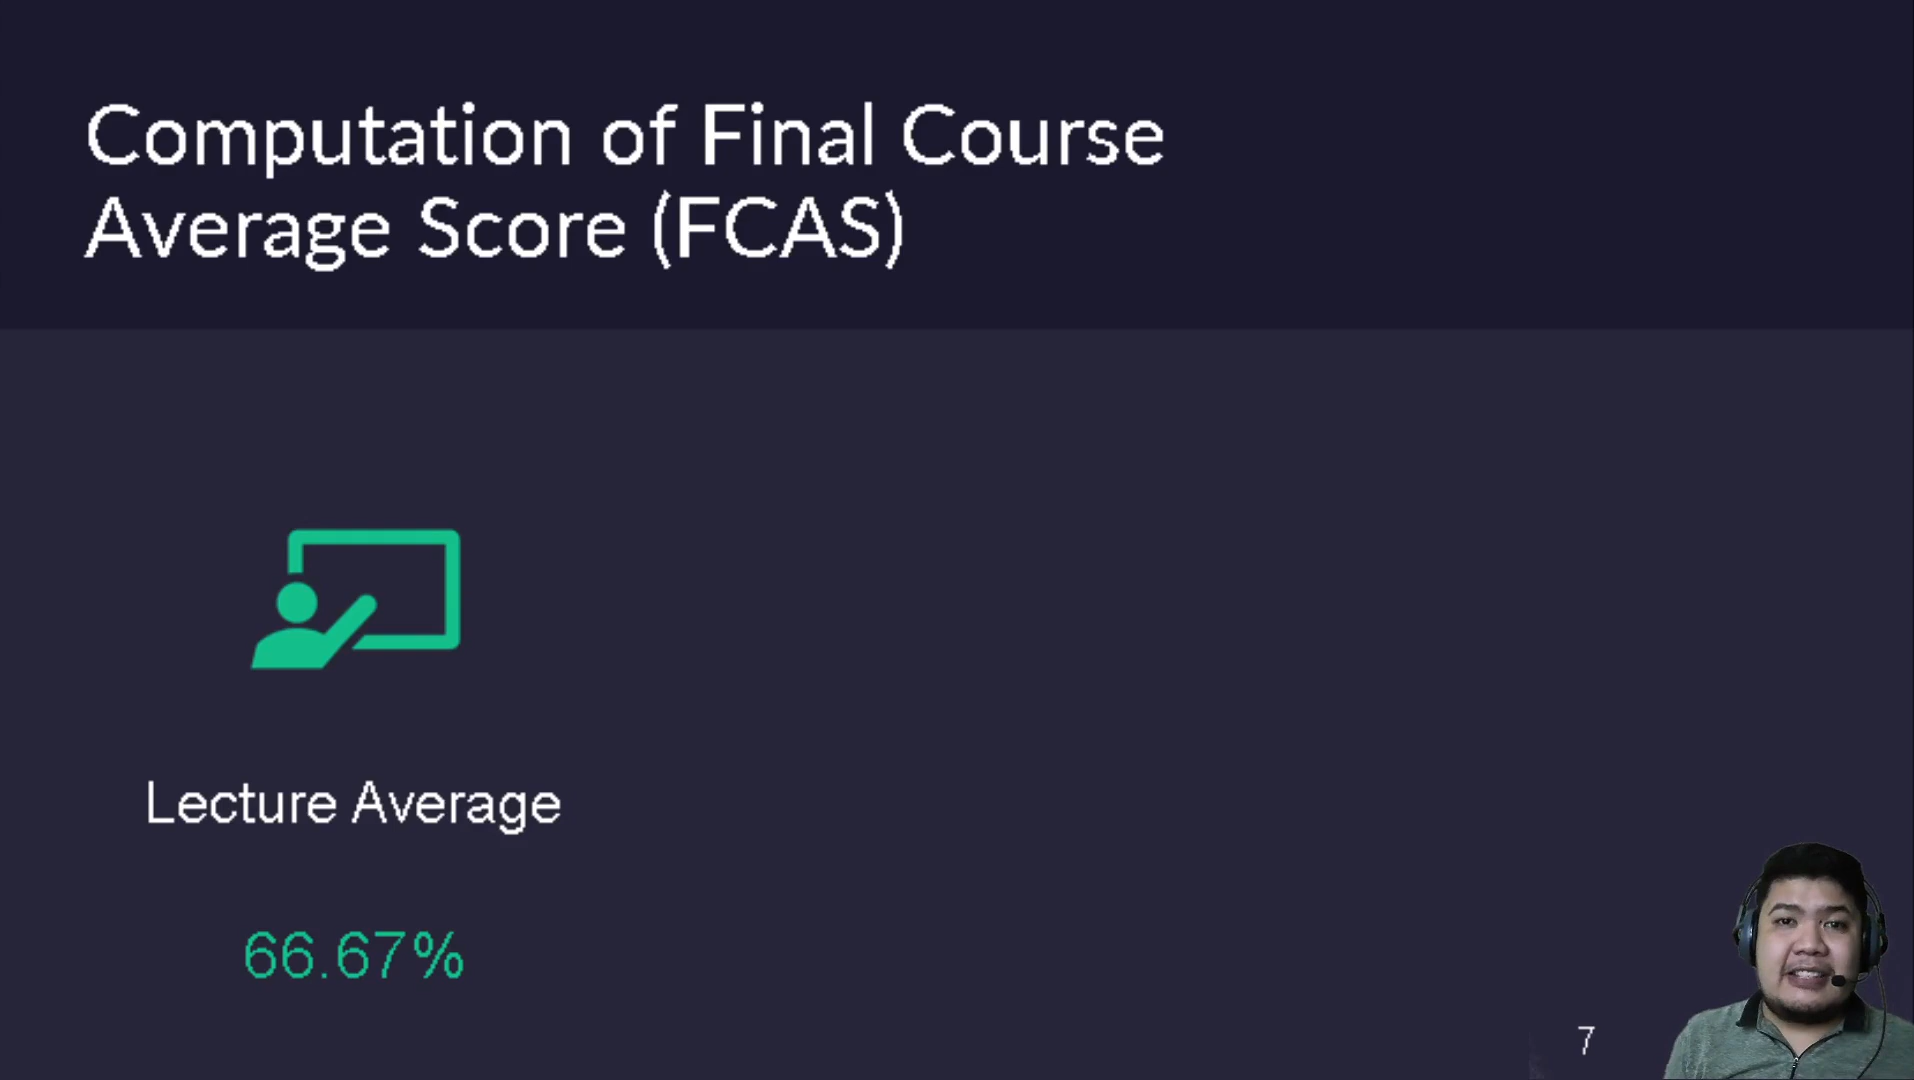 Computation of Final Course
Average Score (FCAS)
Lecture Average
66.67%
7